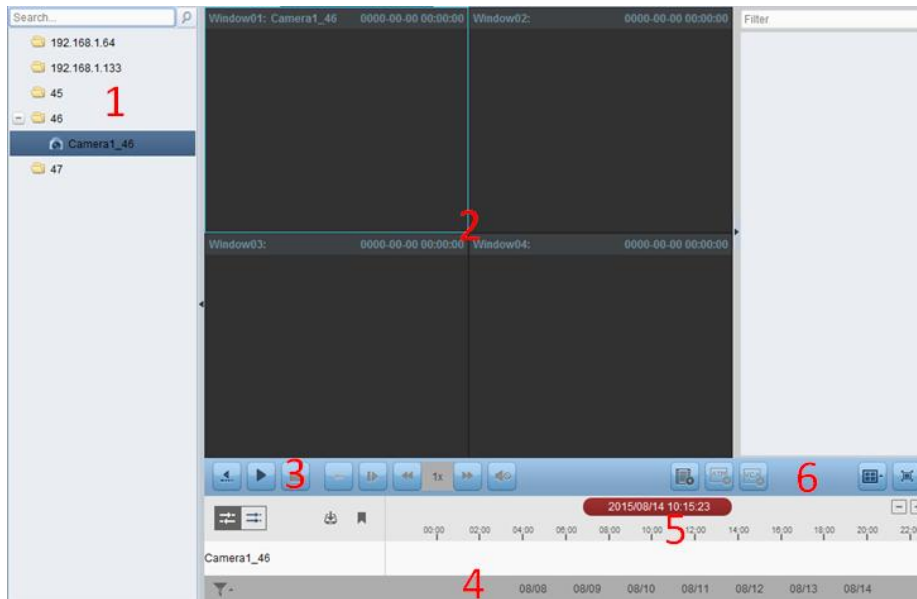 Search...
192.168.1.64
192.168.1.133
45
46
Camera1_46
47
1
Window01: Camera1_46 0000-00-00 00:00:00
Window02: 0000-00-00 00:00:00
2
Window03: 0000-00-00 00:00:00
Window04: 0000-00-00 00:00:00
Filter
3
1x
ATM
VCA
6
2015/08/14 10:15:23
00:00 02:00 04:00 06:00 08:00 10:00 12:00 14:00 16:00 18:00 20:00 22:0
5
Camera1_46
4
08/08 08/09 08/10 08/11 08/12 08/13 08/14